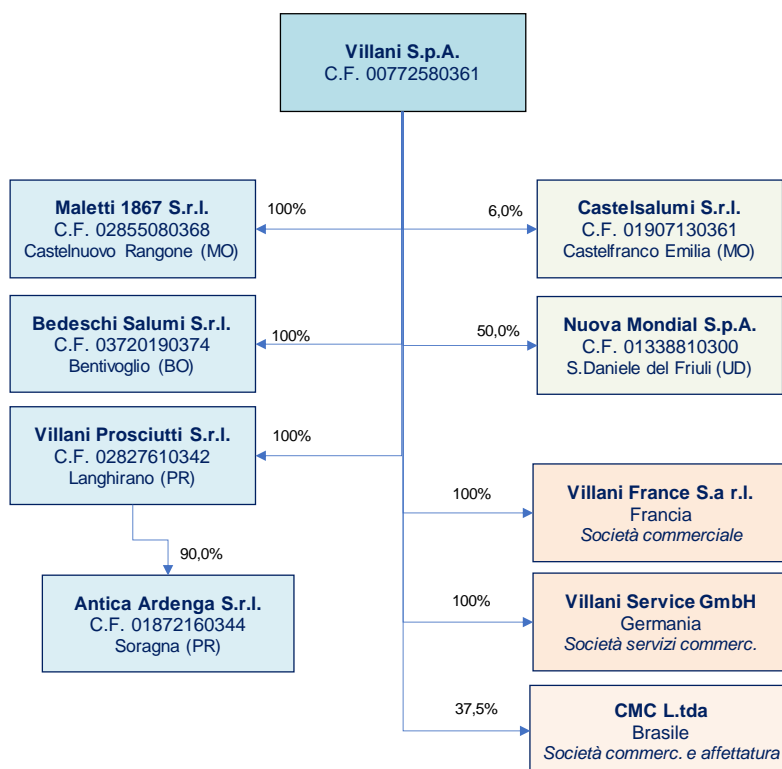 Villani S.p.A.
C.F. 00772580361
Maletti 1867 S.r.l.
C.F. 02855080368
Castelnuovo Rangone (MO)
100%
6,0%
Castelsalumi S.r.l.
C.F. 01907130361
Castelfranco Emilia (MO)
Bedeschi Salumi S.r.l.
C.F. 03720190374
Bentivoglio (BO)
100%
50,0%
Nuova Mondial S.p.A.
C.F. 01338810300
S.Daniele del Friuli (UD)
Villani Prosciutti S.r.l.
C.F. 02827610342
Langhirano (PR)
100%
100%
Villani France S.a r.l.
Francia
Società commerciale
90,0%
Antica Ardenga S.r.l.
C.F. 01872160344
Soragna (PR)
100%
Villani Service GmbH
Germania
Società servizi commerc.
37,5%
CMC L.tda
Brasile
Società commerc. e affettatura